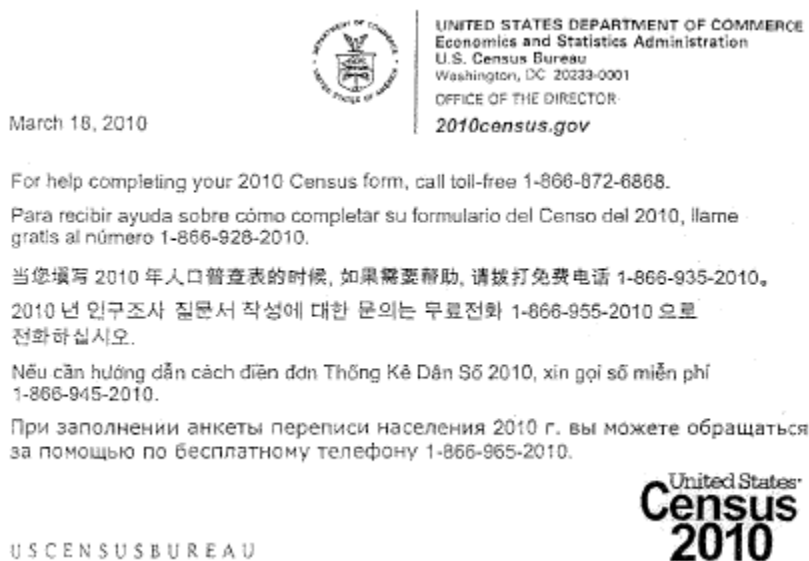 DEPARTMENT OF COMMERCE
UNITED STATES OF AMERICA
UNITED STATES DEPARTMENT OF COMMERCE
Economics and Statistics Administration
U.S. Census Bureau
Washington, DC 20233-0001
OFFICE OF THE DIRECTOR
2010census.gov
March 18, 2010
For help completing your 2010 Census form, call toll-free 1-866-872-6868.
Para recibir ayuda sobre cómo completar su formulario del Censo del 2010, llame
gratis al número 1-866-928-2010.
当您填写 2010 年人口普查表的时候, 如果需要帮助, 请拨打免费电话 1-866-935-2010。
2010 년 인구조사 질문서 작성에 대한 문의는 무료전화 1-866-955-2010 으로
전화하십시오.
Nếu cần hướng dẫn cách điền đơn Thống Kê Dân Số 2010, xin gọi số miễn phí
1-866-945-2010.
При заполнении анкеты переписи населения 2010 г. вы можете обращаться
за помощью по бесплатному телефону 1-866-965-2010.
United States
Census
2010
USCENSUSBUREAU